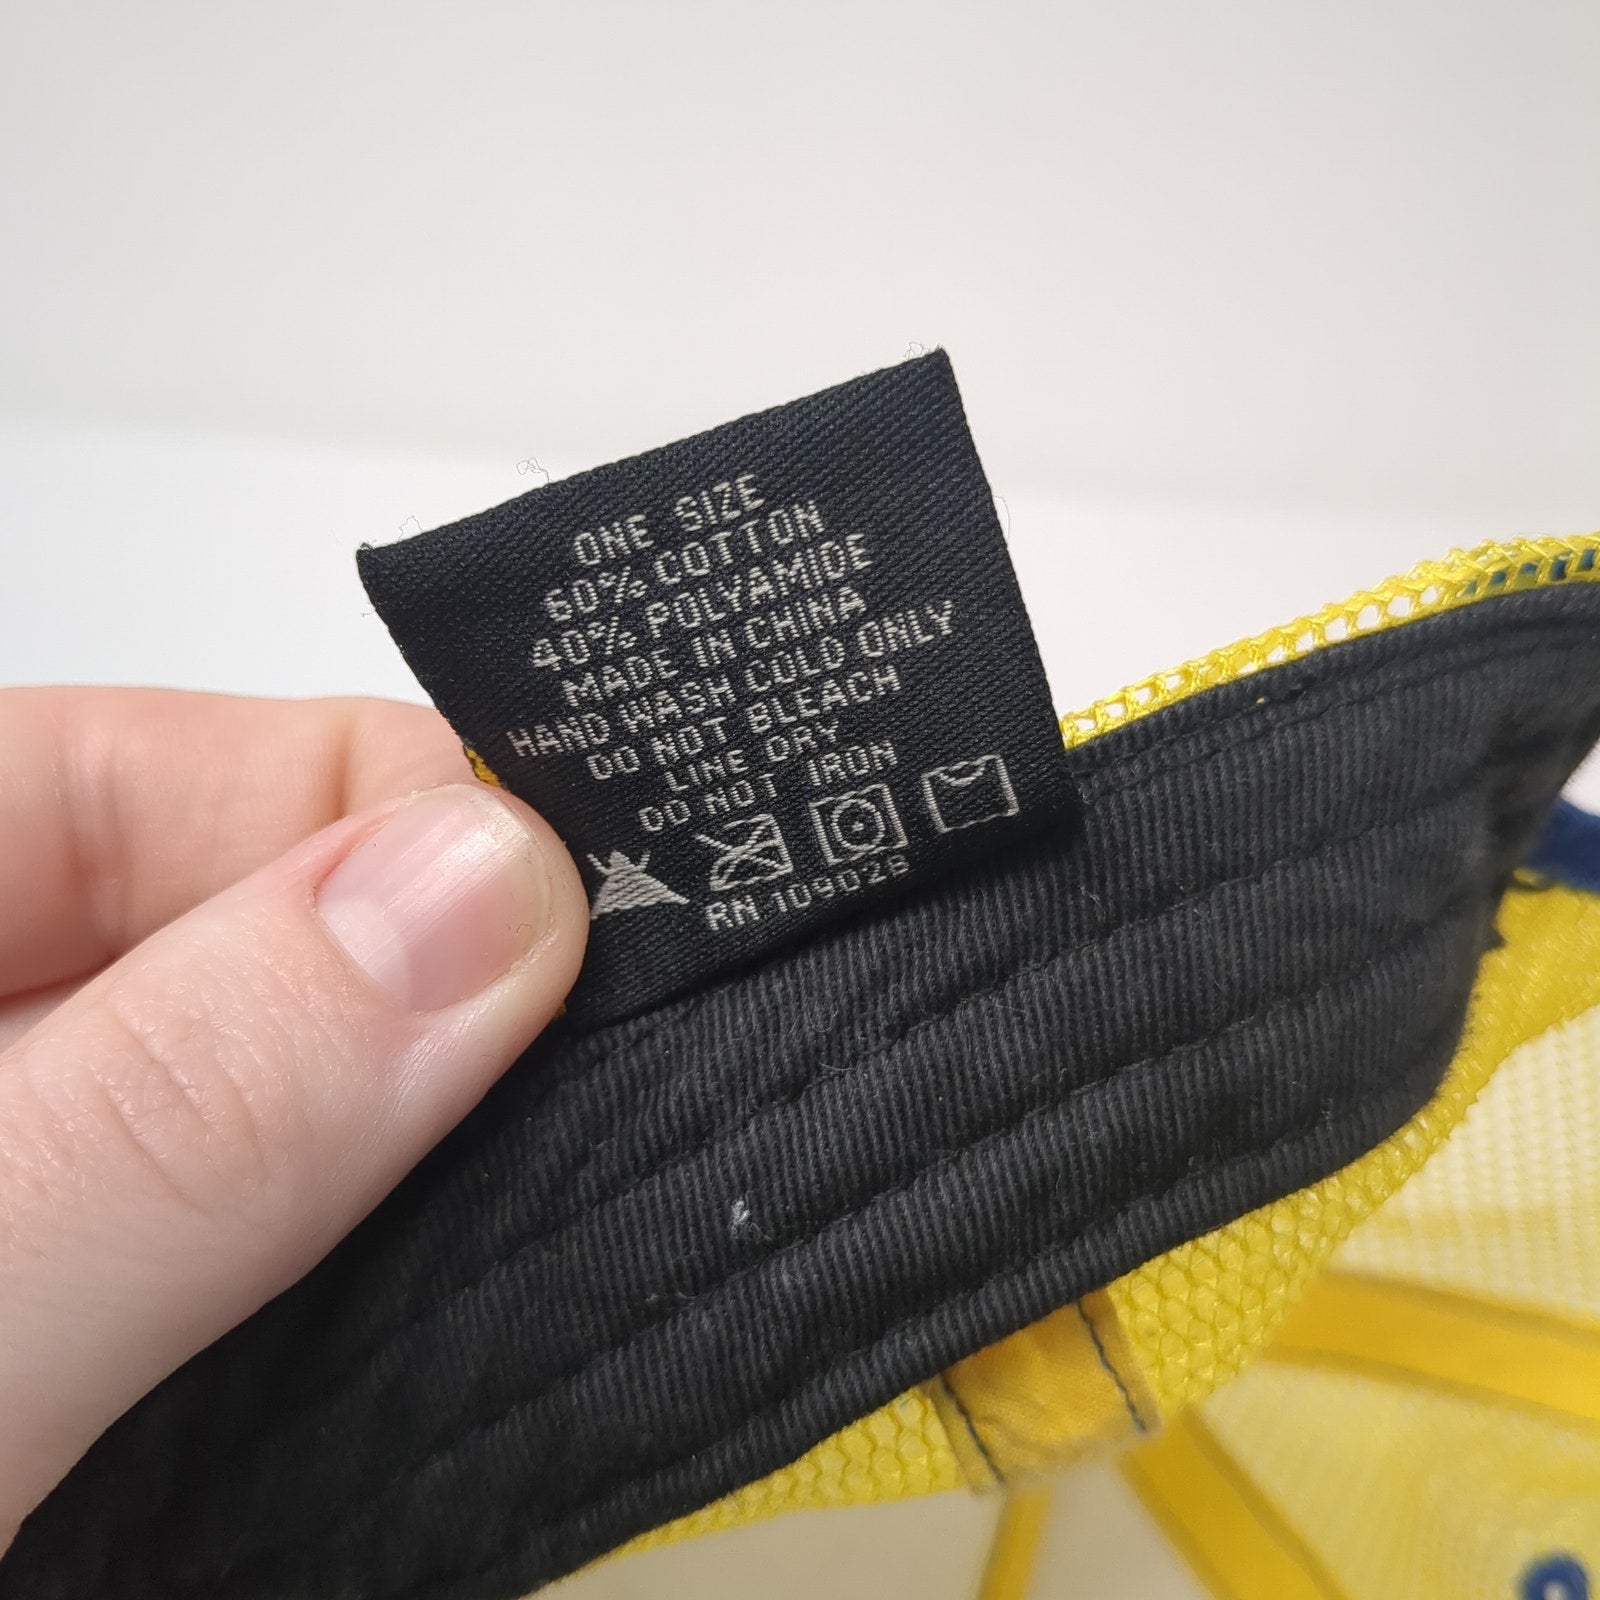 ONE SIZE
60% COTTON
40% POLYAMIDE
MADE IN CHINA
HAND WASH COLD ONLY
DO NOT BLEACH
LINE DRY
DO NOT IRON
RN 109028